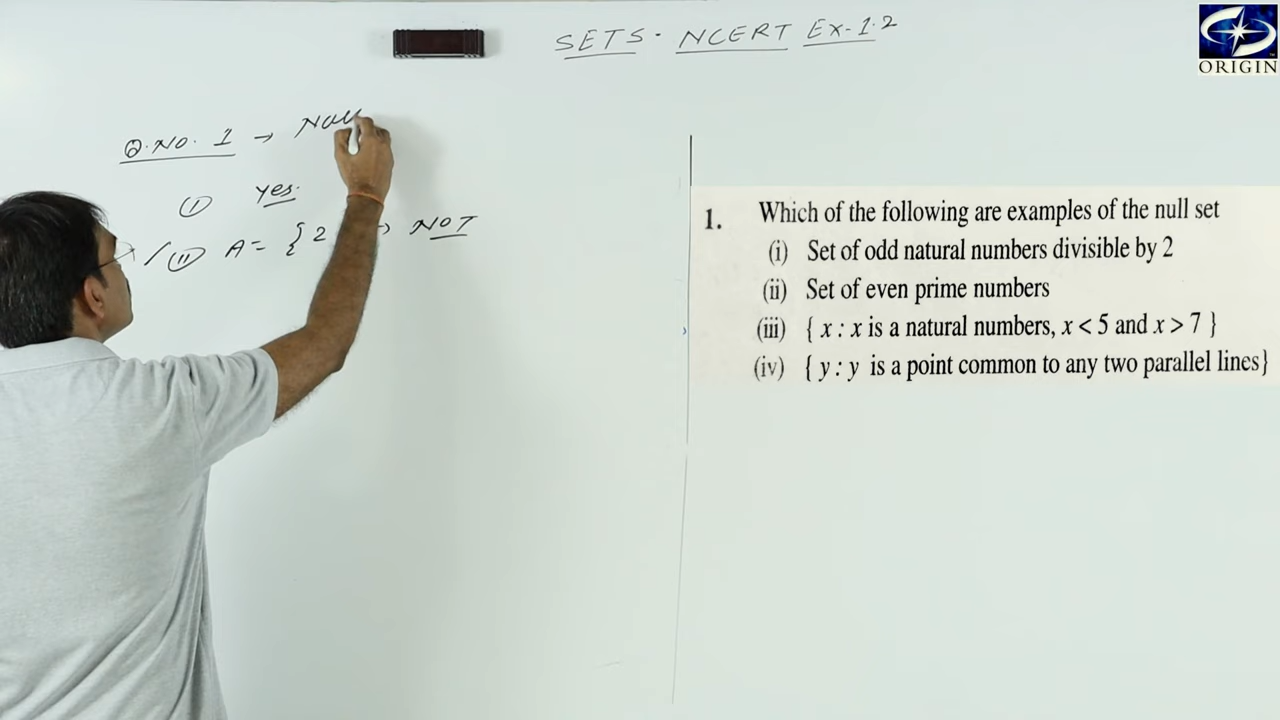 SETS. NCERT Ex-1.2
ORIGIN
Q.NO. 1 → NULL
(i) yes.
(ii) A = {2 → NOT
1. Which of the following are examples of the null set
(i) Set of odd natural numbers divisible by 2
(ii) Set of even prime numbers
(iii) { x : x is a natural numbers, x < 5 and x > 7 }
(iv) { y : y is a point common to any two parallel lines}